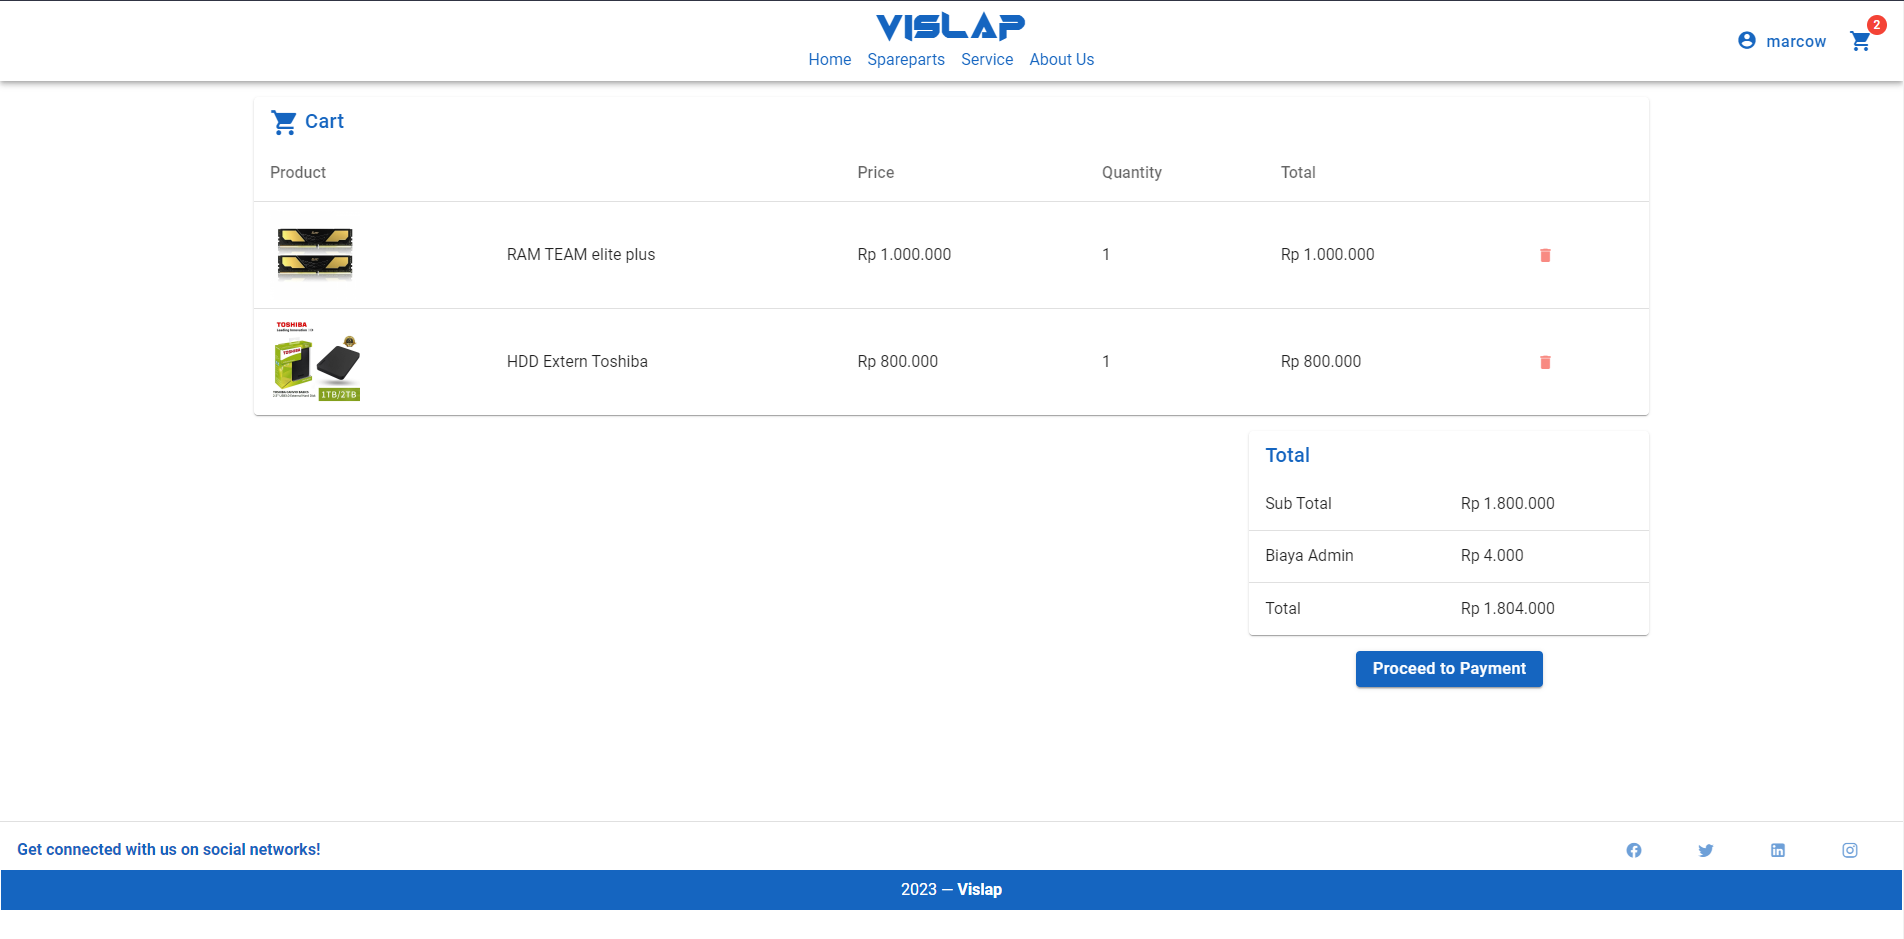 VISLAP
Home Spareparts Service About Us
marcow
2
Cart
Product Price Quantity Total
RAM TEAM elite plus Rp 1.000.000 1 Rp 1.000.000
TOSHIBA
Leading Innovation
TOSHIBA
1TB/2TB
HDD Extern Toshiba Rp 800.000 1 Rp 800.000
Total
Sub Total Rp 1.800.000
Biaya Admin Rp 4.000
Total Rp 1.804.000
Proceed to Payment
Get connected with us on social networks!
2023 — Vislap